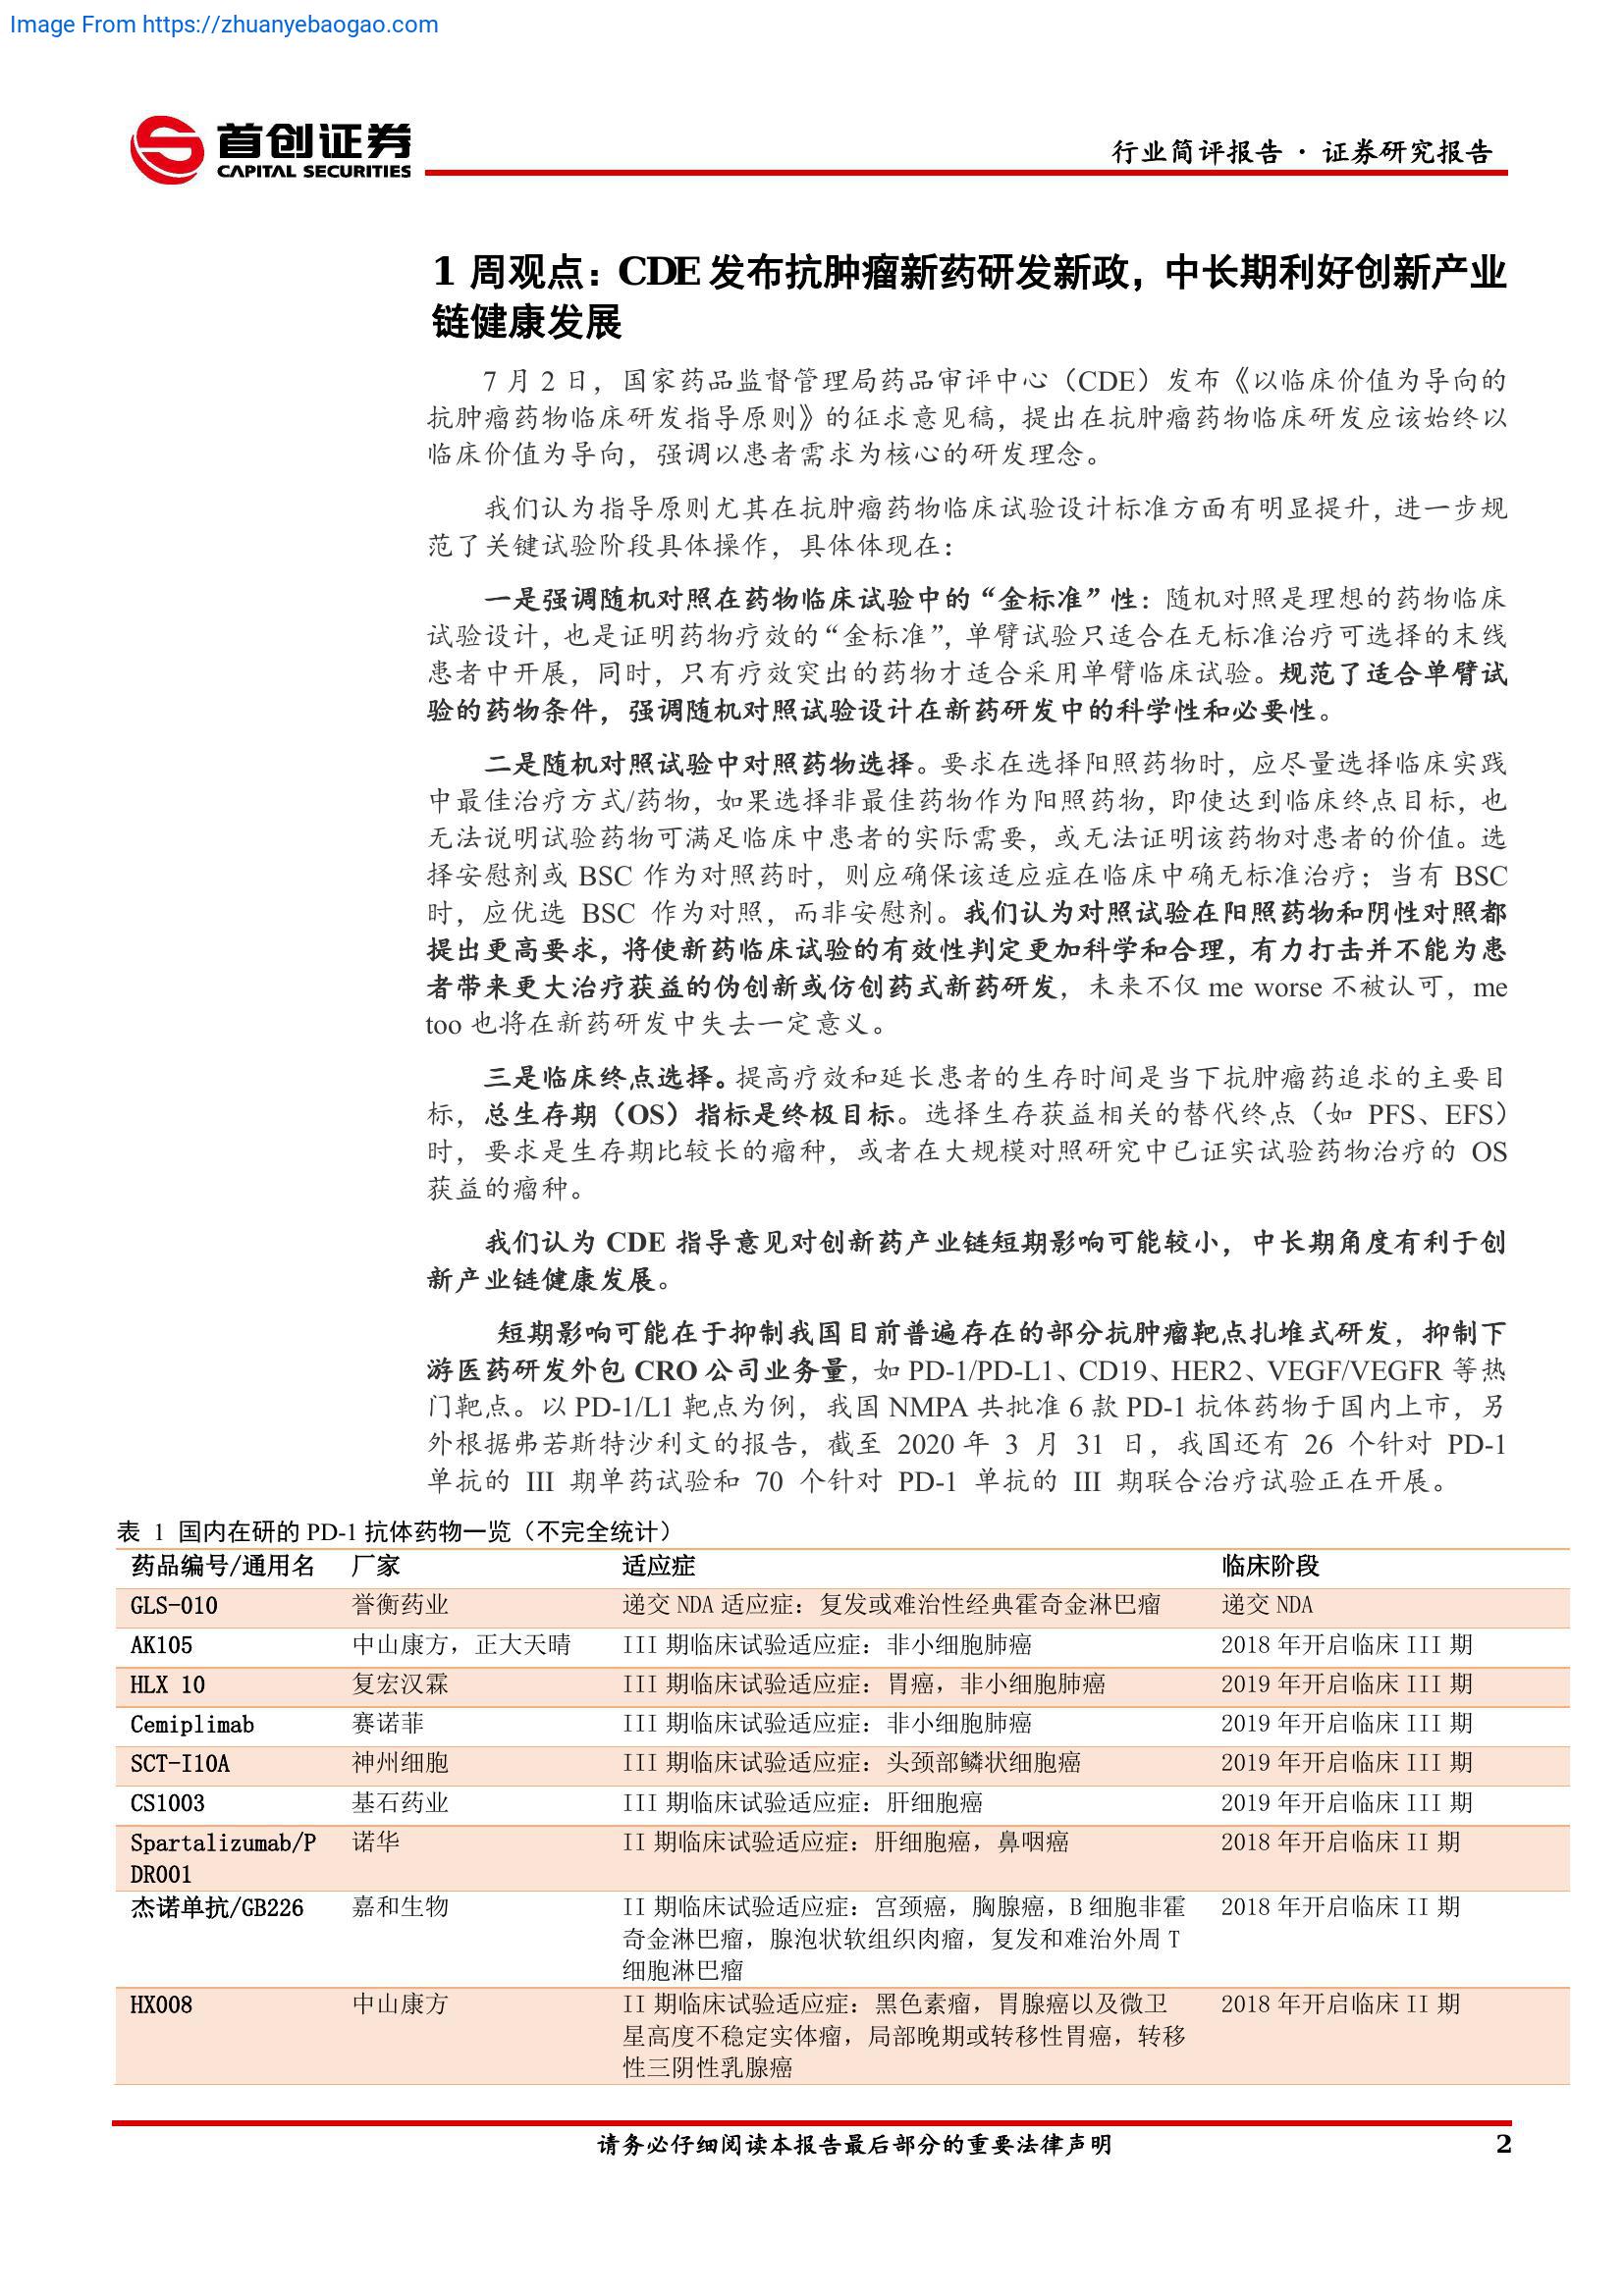 Image From https://zhuanyebaogao.com
首创证券
CAPITAL SECURITIES
行业简评报告 · 证券研究报告
1 周观点：CDE 发布抗肿瘤新药研发新政，中长期利好创新产业
链健康发展
7 月 2 日，国家药品监督管理局药品审评中心（CDE）发布《以临床价值为导向的
抗肿瘤药物临床研发指导原则》的征求意见稿，提出在抗肿瘤药物临床研发应该始终以
临床价值为导向，强调以患者需求为核心的研发理念。
我们认为指导原则尤其在抗肿瘤药物临床试验设计标准方面有明显提升，进一步规
范了关键试验阶段具体操作，具体体现在：
一是强调随机对照在药物临床试验中的“金标准”性：随机对照是理想的药物临床
试验设计，也是证明药物疗效的“金标准”，单臂试验只适合在无标准治疗可选择的末线
患者中开展，同时，只有疗效突出的药物才适合采用单臂临床试验。规范了适合单臂试
验的药物条件，强调随机对照试验设计在新药研发中的科学性和必要性。
二是随机对照试验中对照药物选择。要求在选择阳照药物时，应尽量选择临床实践
中最佳治疗方式/药物，如果选择非最佳药物作为阳照药物，即使达到临床终点目标，也
无法说明试验药物可满足临床中患者的实际需要，或无法证明该药物对患者的价值。选
择安慰剂或 BSC 作为对照药时，则应确保该适应症在临床中确无标准治疗；当有 BSC
时，应优选 BSC 作为对照，而非安慰剂。我们认为对照试验在阳照药物和阴性对照都
提出更高要求，将使新药临床试验的有效性判定更加科学和合理，有力打击并不能为患
者带来更大治疗获益的伪创新或仿创药式新药研发，未来不仅 me worse 不被认可，me
too 也将在新药研发中失去一定意义。
三是临床终点选择。提高疗效和延长患者的生存时间是当下抗肿瘤药追求的主要目
标，总生存期（OS）指标是终极目标。选择生存获益相关的替代终点（如 PFS、EFS）
时，要求是生存期比较长的瘤种，或者在大规模对照研究中已证实试验药物治疗的 OS
获益的瘤种。
我们认为 CDE 指导意见对创新药产业链短期影响可能较小，中长期角度有利于创
新产业链健康发展。
短期影响可能在于抑制我国目前普遍存在的部分抗肿瘤靶点扎堆式研发，抑制下
游医药研发外包 CRO 公司业务量，如 PD-1/PD-L1、CD19、HER2、VEGF/VEGFR 等热
门靶点。以 PD-1/L1 靶点为例，我国 NMPA 共批准 6 款 PD-1 抗体药物于国内上市，另
外根据弗若斯特沙利文的报告，截至 2020 年 3 月 31 日，我国还有 26 个针对 PD-1
单抗的 III 期单药试验和 70 个针对 PD-1 单抗的 III 期联合治疗试验正在开展。
表 1 国内在研的 PD-1 抗体药物一览（不完全统计）
药品编号/通用名 厂家 适应症 临床阶段
GLS-010 誉衡药业 递交 NDA 适应症：复发或难治性经典霍奇金淋巴瘤 递交 NDA
AK105 中山康方，正大天晴 III 期临床试验适应症：非小细胞肺癌 2018 年开启临床 III 期
HLX 10 复宏汉霖 III 期临床试验适应症：胃癌，非小细胞肺癌 2019 年开启临床 III 期
Cemiplimab 赛诺菲 III 期临床试验适应症：非小细胞肺癌 2019 年开启临床 III 期
SCT-I10A 神州细胞 III 期临床试验适应症：头颈部鳞状细胞癌 2019 年开启临床 III 期
CS1003 基石药业 III 期临床试验适应症：肝细胞癌 2019 年开启临床 III 期
Spartalizumab/P 诺华 II 期临床试验适应症：肝细胞癌，鼻咽癌 2018 年开启临床 II 期
DR001
杰诺单抗/GB226 嘉和生物 II 期临床试验适应症：宫颈癌，胸腺癌，B 细胞非霍 2018 年开启临床 II 期
奇金淋巴瘤，腺泡状软组织肉瘤，复发和难治外周 T
细胞淋巴瘤
HX008 中山康方 II 期临床试验适应症：黑色素瘤，胃腺癌以及微卫 2018 年开启临床 II 期
星高度不稳定实体瘤，局部晚期或转移性胃癌，转移
性三阴性乳腺癌
请务必仔细阅读本报告最后部分的重要法律声明 2